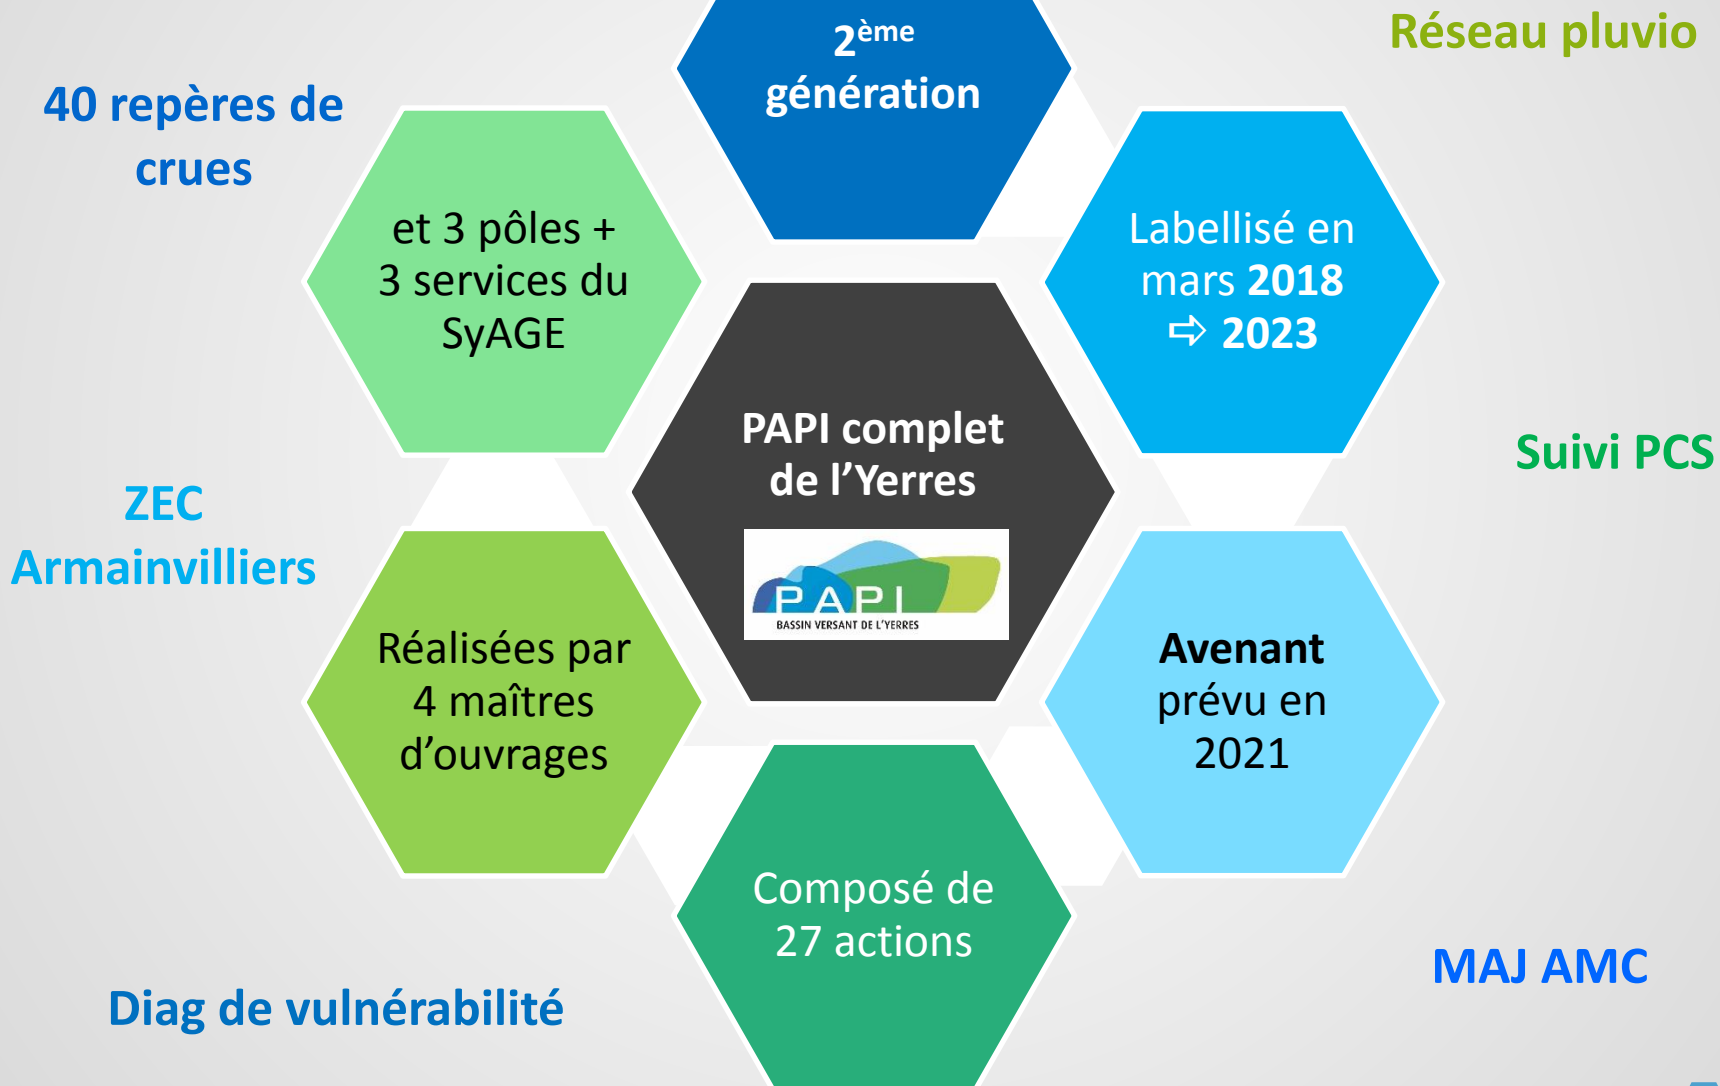 2ème
génération
Réseau pluvio
40 repères de
crues
et 3 pôles +
3 services du
SyAGE
Labellisé en
mars 2018
⇨ 2023
PAPI complet
de l’Yerres
PAPI
BASSIN VERSANT DE L'YERRES
Suivi PCS
ZEC
Armainvilliers
Réalisées par
4 maîtres
d’ouvrages
Avenant
prévu en
2021
Composé de
27 actions
MAJ AMC
Diag de vulnérabilité